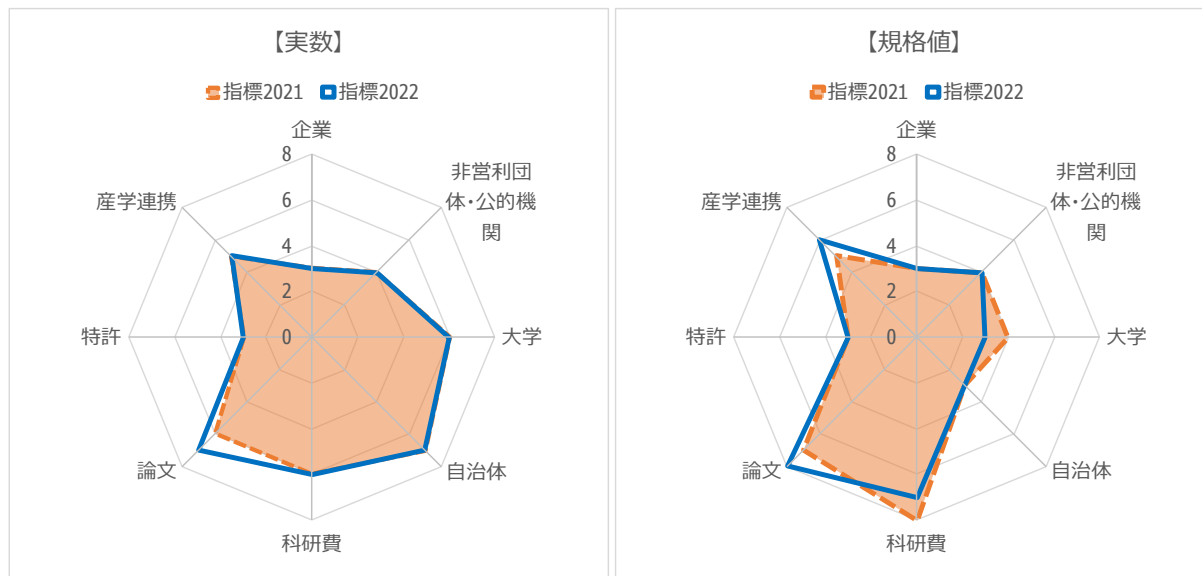 【実数】
指標2021 指標2022
企業
8
6
4
2
0
非営利団
体・公的機
関
大学
自治体
科研費
論文
特許
産学連携
【規格値】
指標2021 指標2022
企業
8
6
4
2
0
非営利団
体・公的機
関
大学
自治体
科研費
論文
特許
産学連携